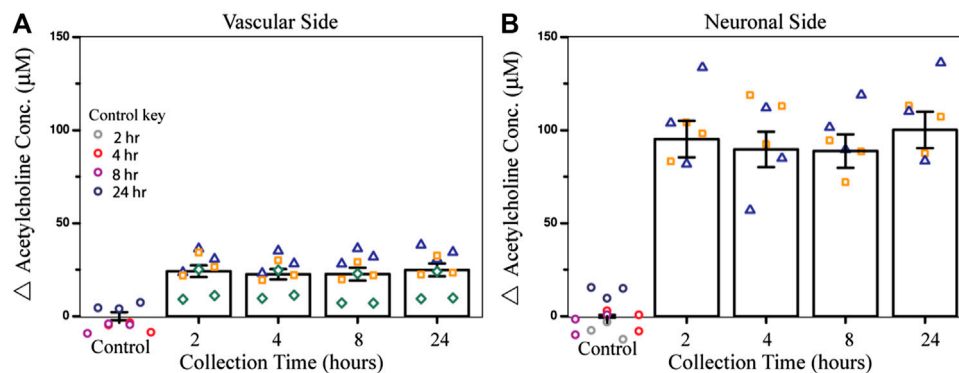 A
Vascular Side
△ Acetylcholine Conc. (μM)
150
100
50
0
Control key
2 hr
4 hr
8 hr
24 hr
Control
2
4
8
24
Collection Time (hours)
B
Neuronal Side
△ Acetylcholine Conc. (μM)
150
100
50
0
Control
2
4
8
24
Collection Time (hours)